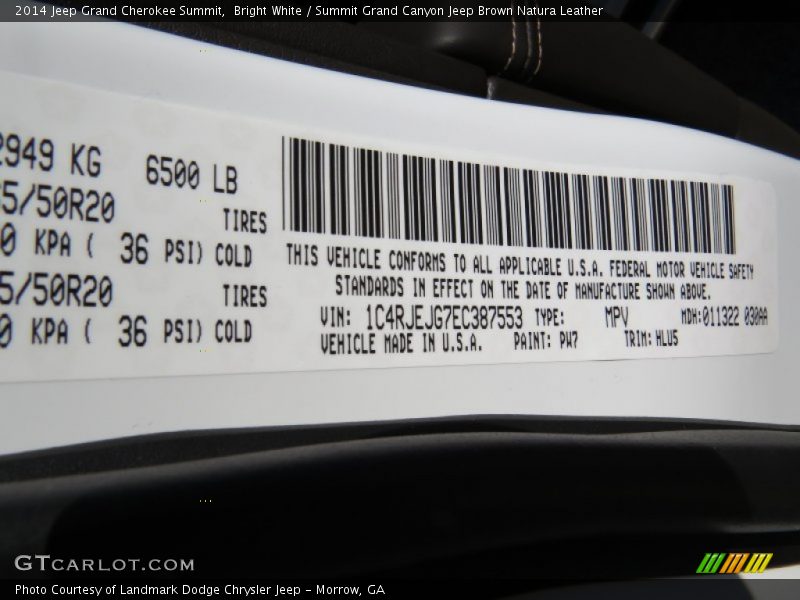 2014 Jeep Grand Cherokee Summit, Bright White / Summit Grand Canyon Jeep Brown Natura Leather
2949 KG 6500 LB
5/50R20 TIRES
0 KPA ( 36 PSI) COLD
5/50R20 TIRES
0 KPA ( 36 PSI) COLD
THIS VEHICLE CONFORMS TO ALL APPLICABLE U.S.A. FEDERAL MOTOR VEHICLE SAFETY
STANDARDS IN EFFECT ON THE DATE OF MANUFACTURE SHOWN ABOVE.
VIN: 1C4RJEJG7EC387553 TYPE: MPV MDH:011322 030AA
VEHICLE MADE IN U.S.A. PAINT: PW7 TRIM: HLU5
GTCARLOT.COM
Photo Courtesy of Landmark Dodge Chrysler Jeep – Morrow, GA